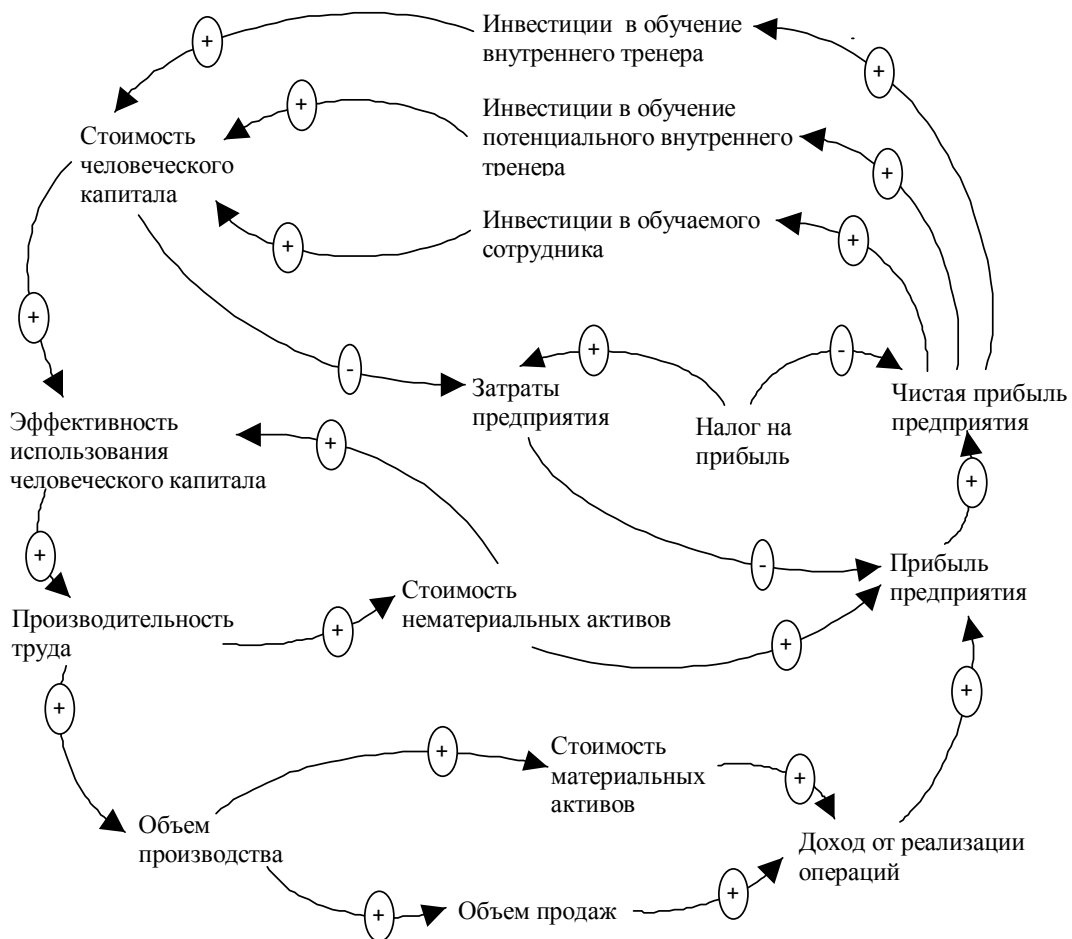 Инвестиции в обучение
внутреннего тренера
+
+
Инвестиции в обучение
потенциального внутреннего
тренера
+
+
Стоимость
человеческого
капитала
Инвестиции в обучаемого
сотрудника
+
+
+
-
+
-
Затраты
предприятия
Налог на
прибыль
Чистая прибыль
предприятия
Эффективность
использования
человеческого капитала
+
+
+
-
Прибыль
предприятия
Стоимость
нематериальных активов
Производительность
труда
+
+
+
+
+
Стоимость
материальных
активов
+
Объем
производства
Доход от реализации
операций
+
+
Объем продаж